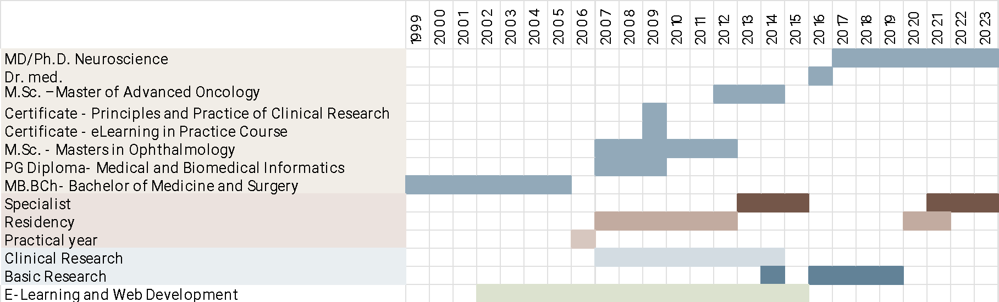 1999 2000 2001 2002 2003 2004 2005 2006 2007 2008 2009 2010 2011 2012 2013 2014 2015 2016 2017 2018 2019 2020 2021 2022 2023
MD/Ph.D. Neuroscience
Dr. med.
M.Sc. –Master of Advanced Oncology
Certificate - Principles and Practice of Clinical Research
Certificate - eLearning in Practice Course
M.Sc. - Masters in Ophthalmology
PG Diploma- Medical and Biomedical Informatics
MB.BCh- Bachelor of Medicine and Surgery
Specialist
Residency
Practical year
Clinical Research
Basic Research
E-Learning and Web Development